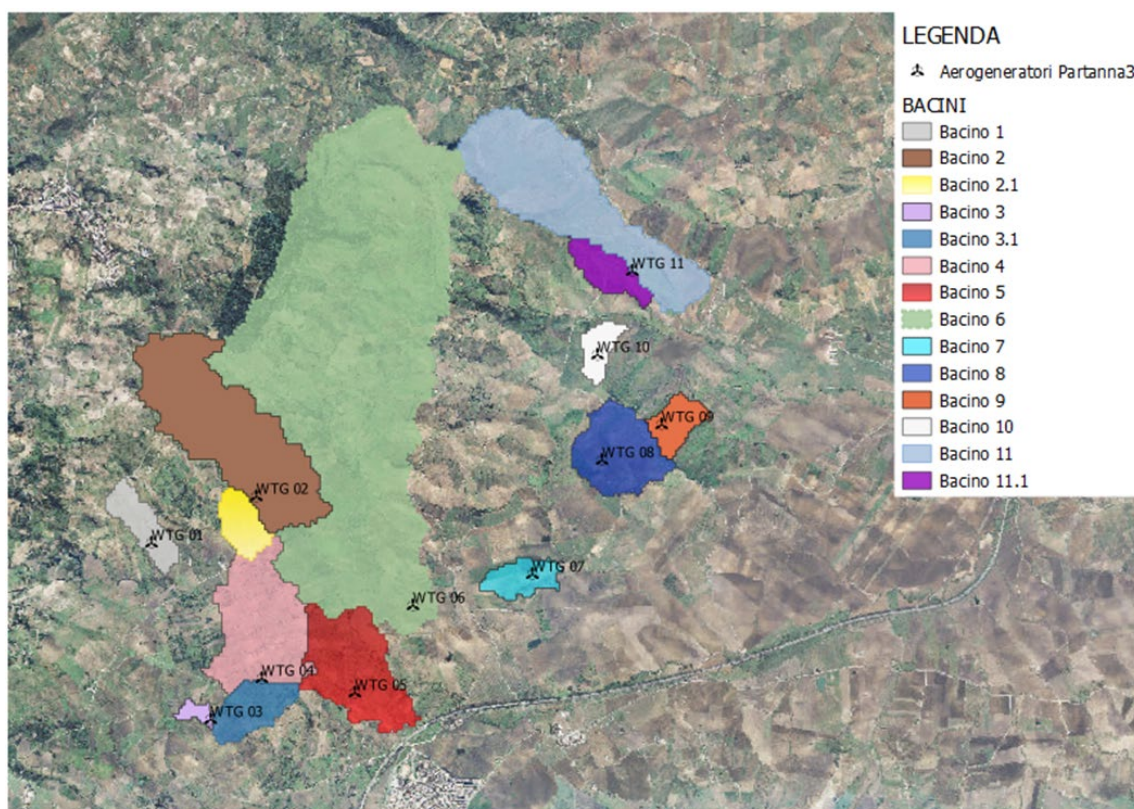 LEGENDA
Aerogeneratori Partanna3
BACINI
Bacino 1
Bacino 2
Bacino 2.1
Bacino 3
Bacino 3.1
Bacino 4
Bacino 5
Bacino 6
Bacino 7
Bacino 8
Bacino 9
Bacino 10
Bacino 11
Bacino 11.1
WTG 11
WTG 10
WTG 09
WTG 08
WTG 02
WTG 01
WTG 07
WTG 06
WTG 04
WTG 05
WTG 03